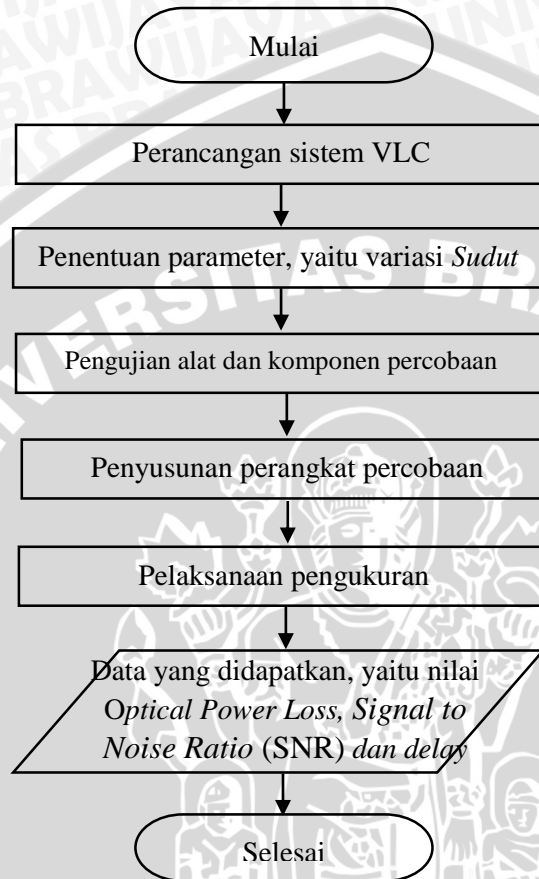 Mulai
Perancangan sistem VLC
Penentuan parameter, yaitu variasi Sudut
Pengujian alat dan komponen percobaan
Penyusunan perangkat percobaan
Pelaksanaan pengukuran
Data yang didapatkan, yaitu nilai
Optical Power Loss, Signal to
Noise Ratio (SNR) dan delay
Selesai